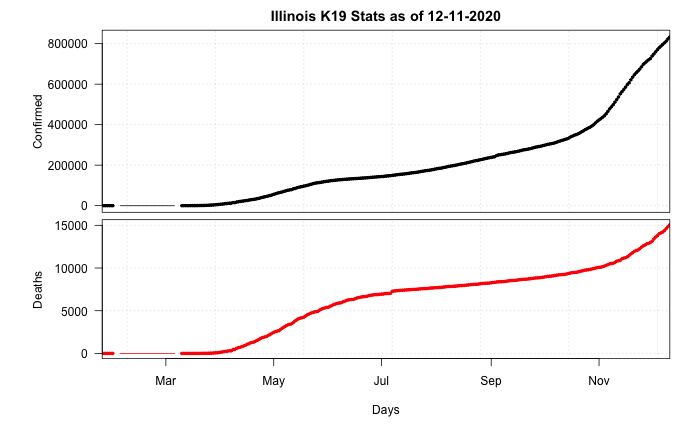 Illinois K19 Stats as of 12-11-2020
Confirmed
800000
600000
400000
200000
0
Deaths
15000
10000
5000
0
Mar May Jul Sep Nov
Days